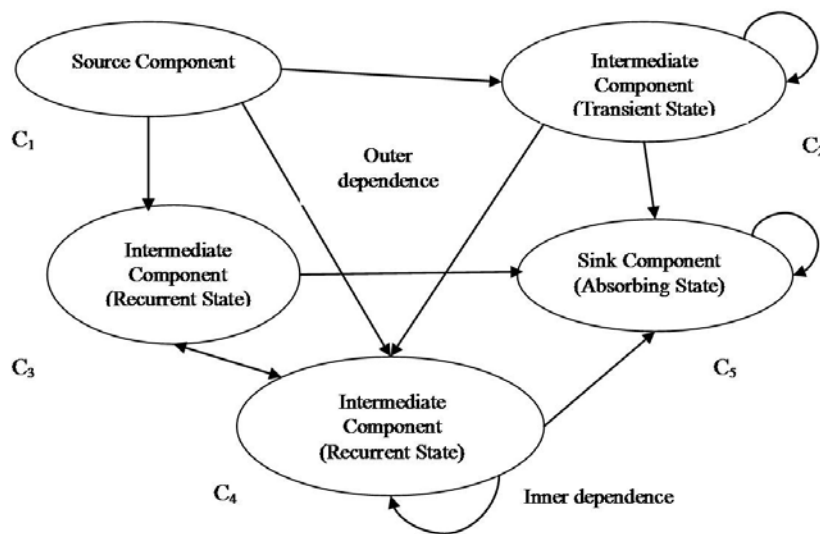 Source Component
C1
Intermediate
Component
(Transient State)
C2
Outer
dependence
Intermediate
Component
(Recurrent State)
C3
Sink Component
(Absorbing State)
C5
Intermediate
Component
(Recurrent State)
C4
Inner dependence